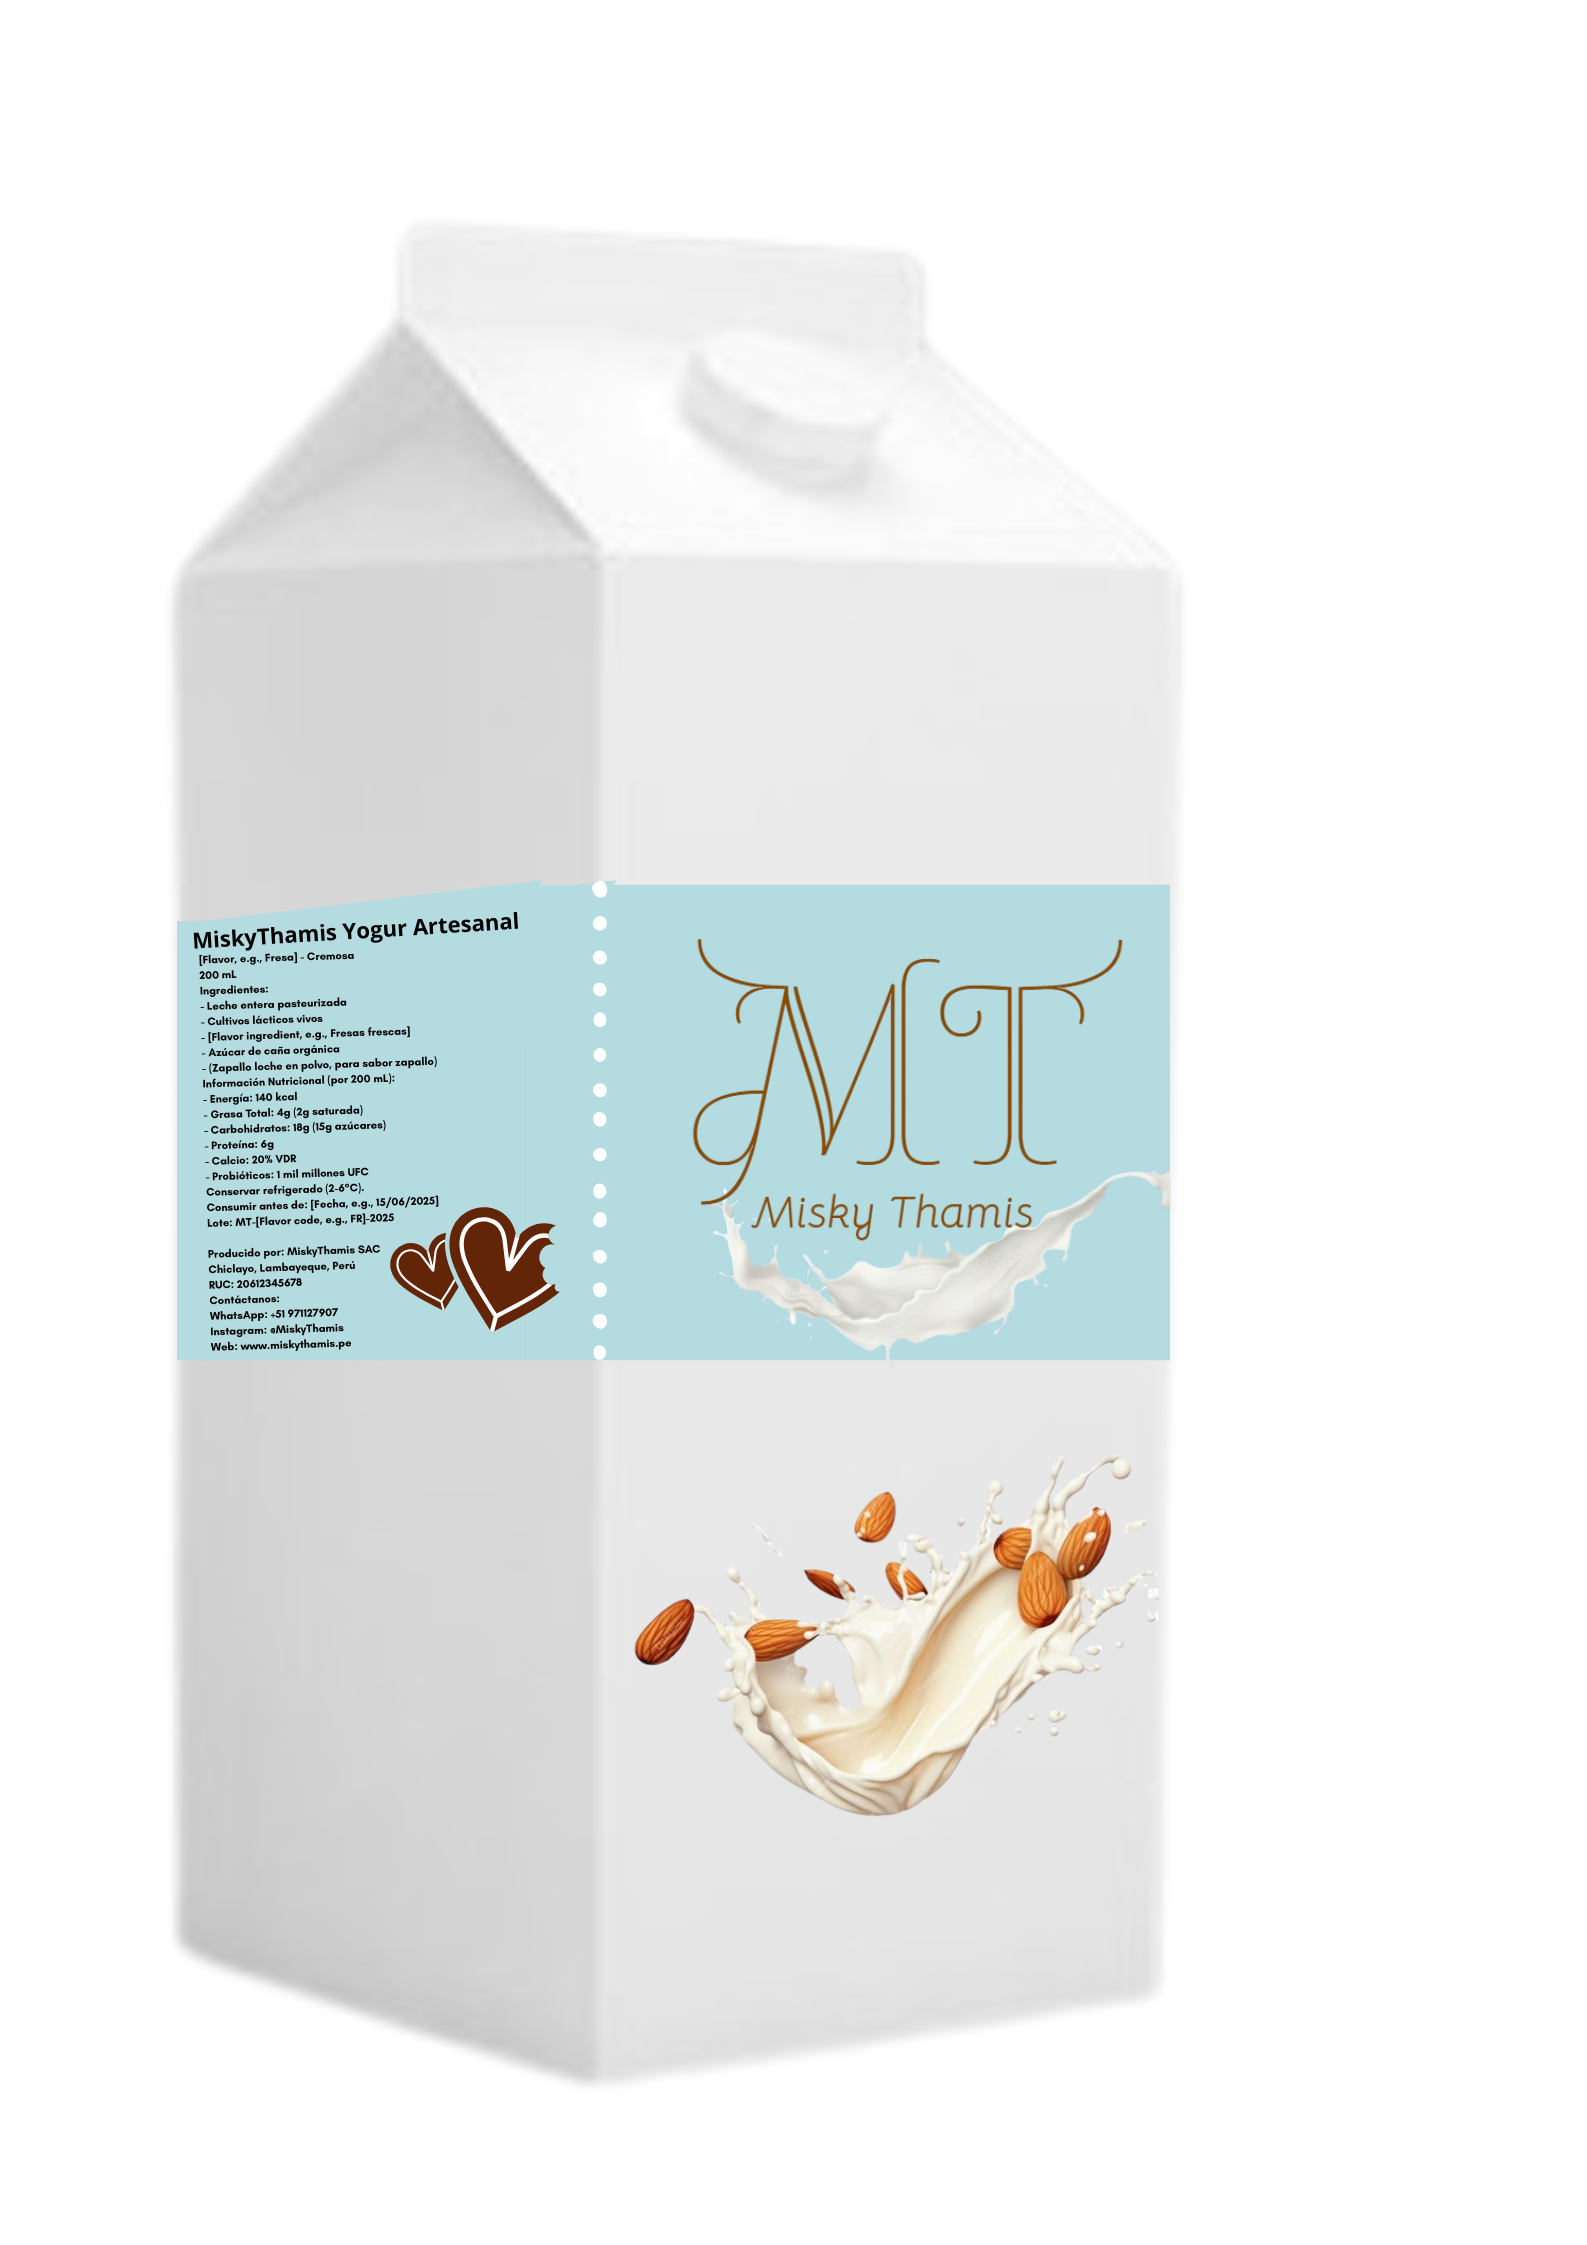 MiskyThamis Yogur Artesanal
[Flavor, e.g., Fresa] - Cremosa
200 mL
Ingredientes:
- Leche entera pasteurizada
- Cultivos lácticos vivos
- [Flavor ingredient, e.g., Fresas frescas]
- Azúcar de caña orgánica
- (Zapallo loche en polvo, para sabor zapallo)
Información Nutricional (por 200 mL):
- Energía: 140 kcal
- Grasa Total: 4g (2g saturada)
- Carbohidratos: 18g (15g azúcares)
- Proteína: 6g
- Calcio: 20% VDR
- Probióticos: 1 mil millones UFC
Conservar refrigerado (2-6°C).
Consumir antes de: [Fecha, e.g., 15/06/2025]
Lote: MT-[Flavor code, e.g., FR]-2025
Producido por: MiskyThamis SAC
Chiclayo, Lambayeque, Perú
RUC: 20612345678
Contáctanos:
WhatsApp: +51 971127907
Instagram: @MiskyThamis
Web: www.miskythamis.pe
MT
Misky Thamis